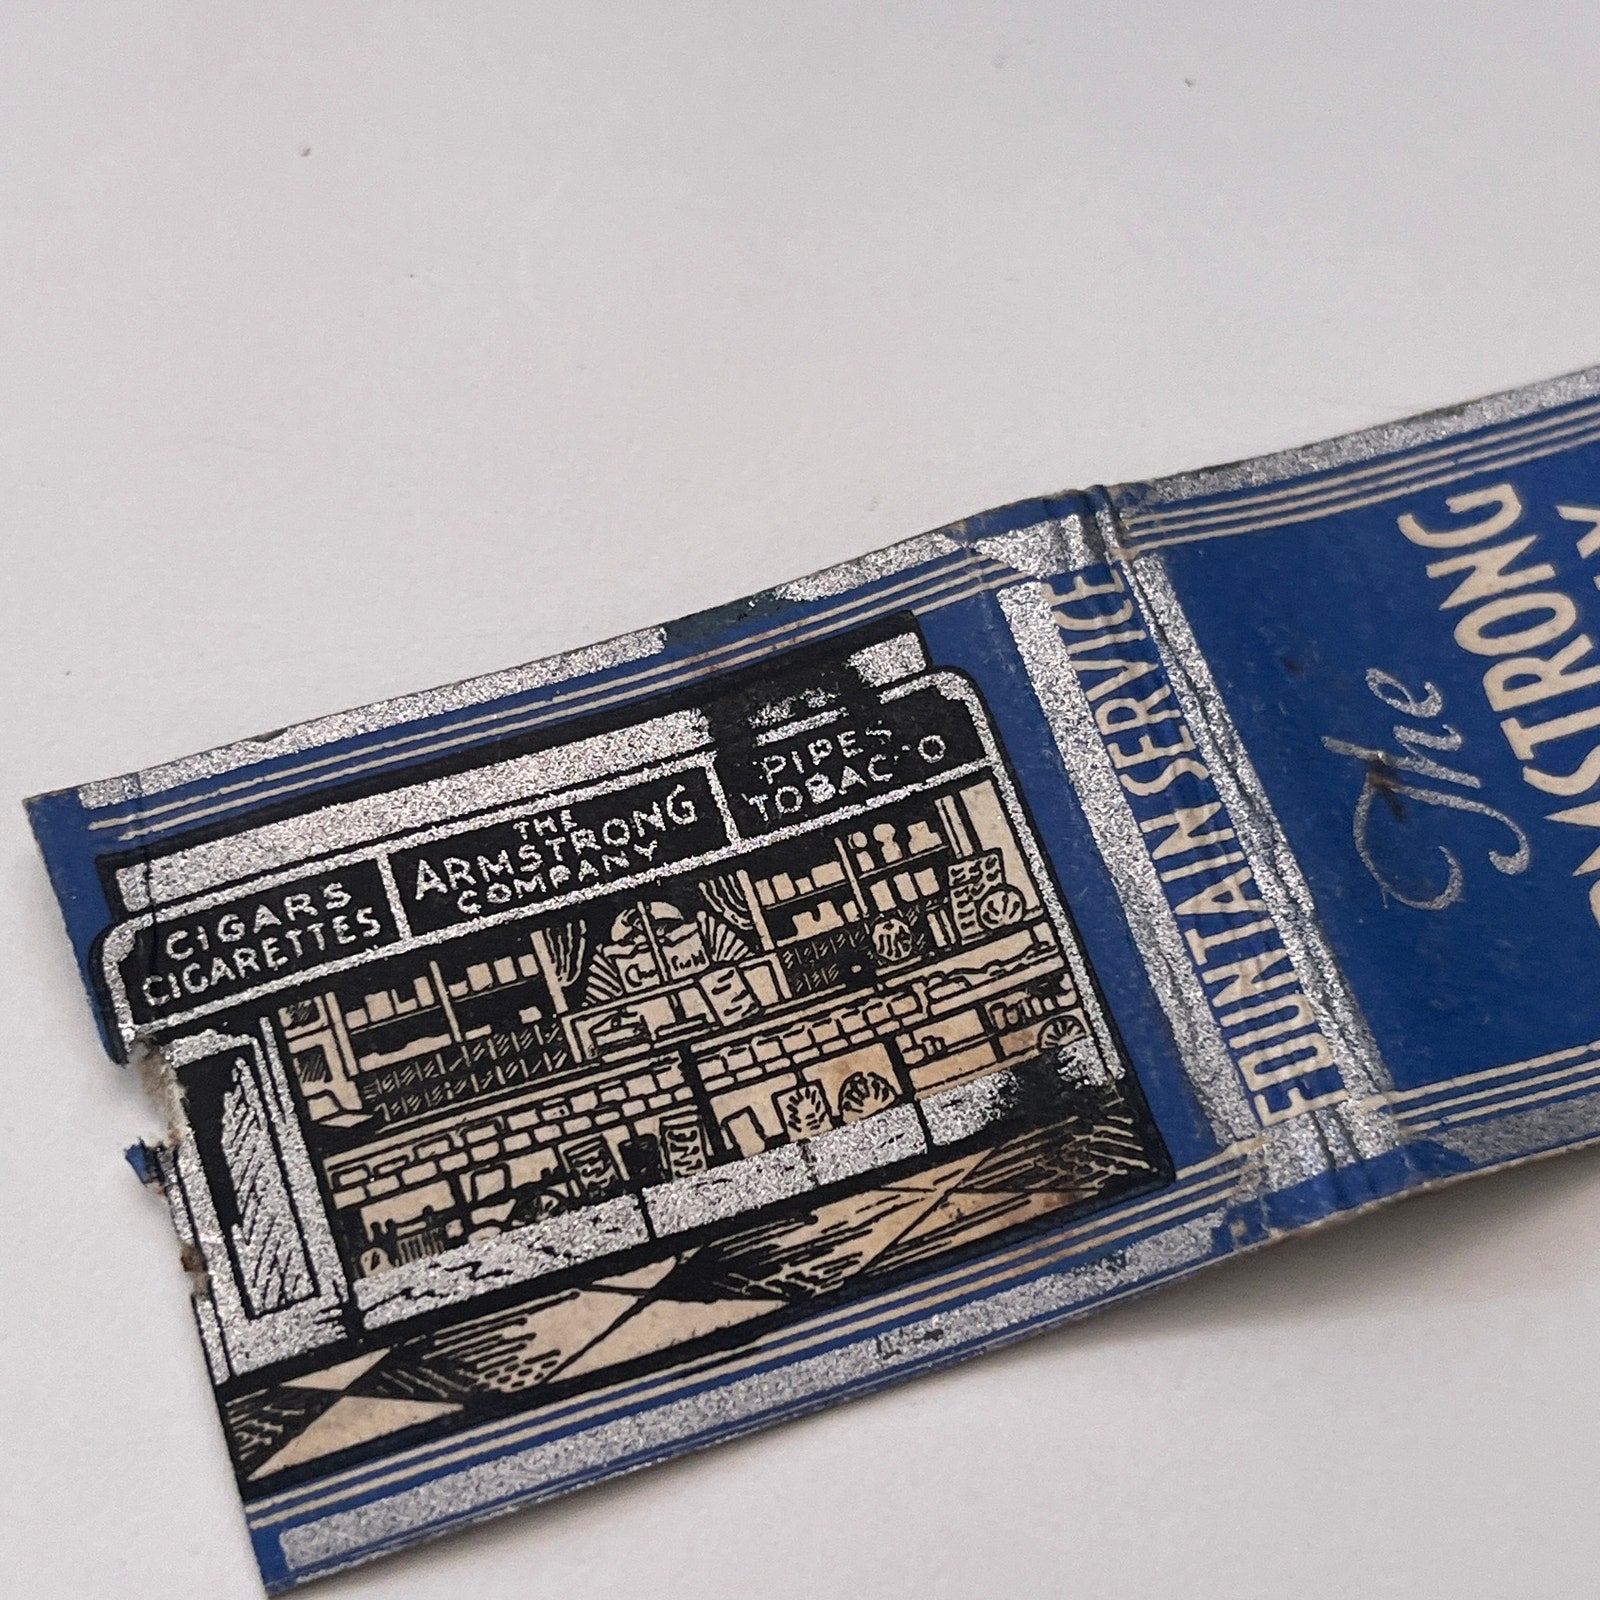 CIGARS
CIGARETTES
THE
ARMSTRONG
COMPANY
PIPES
TOBACCO
FOUNTAIN SERVICE
The